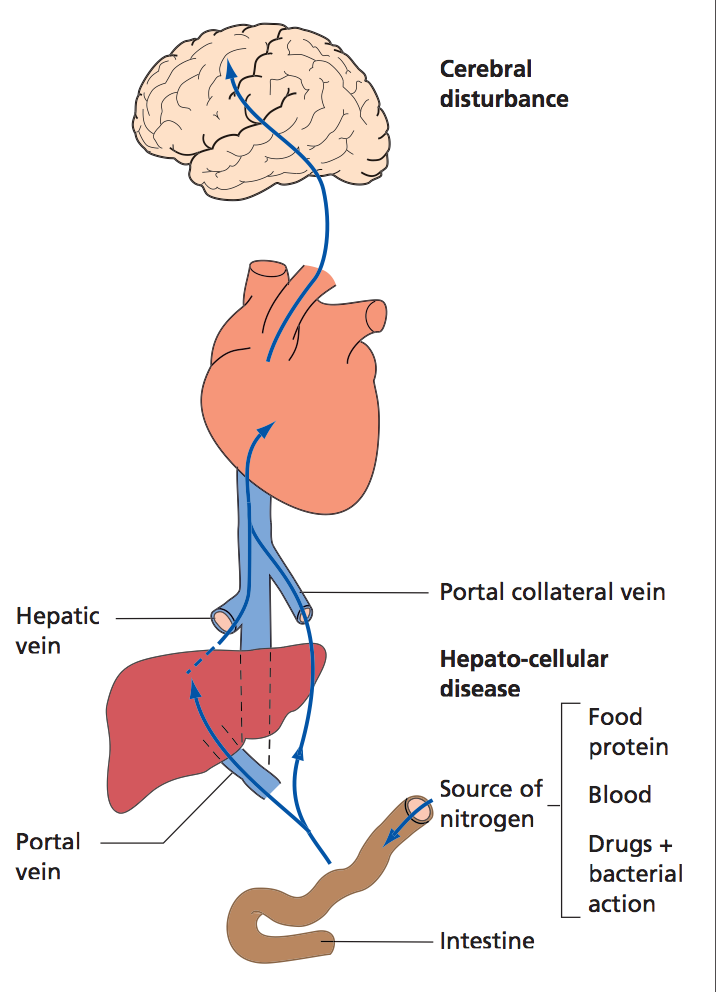 Cerebral
disturbance
Portal collateral vein
Hepatic
vein
Hepato-cellular
disease
Food
protein
Source of
nitrogen
Blood
Drugs +
bacterial
action
Portal
vein
Intestine